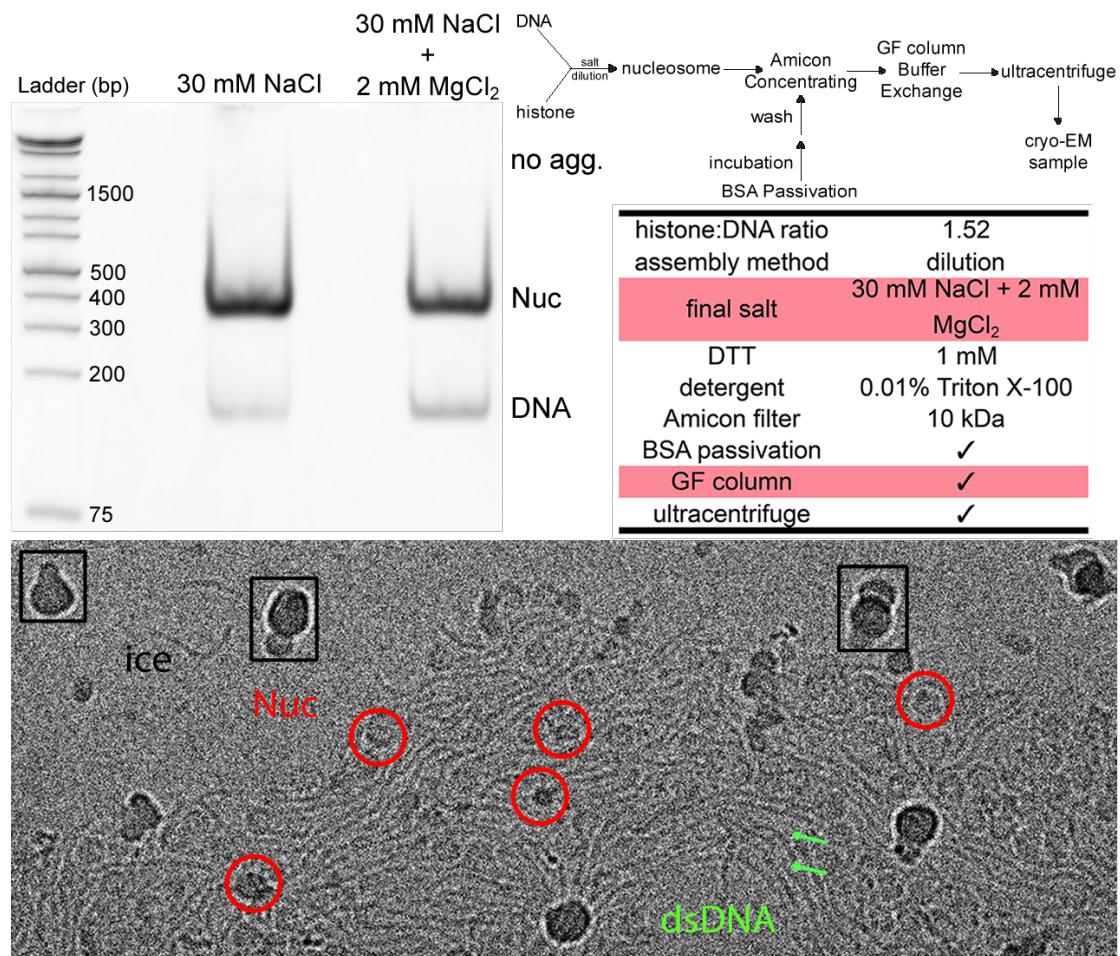 Ladder (bp)
30 mM NaCl
30 mM NaCl
+
2 mM MgCl₂
1500
500
400
300
200
75
no agg.
Nuc
DNA
DNA
histone
salt
dilution
nucleosome
Amicon
Concentrating
GF column
Buffer
Exchange
ultracentrifuge
cryo-EM
sample
wash
incubation
BSA Passivation
histone:DNA ratio 1.52
assembly method dilution
final salt 30 mM NaCl + 2 mM
MgCl₂
DTT 1 mM
detergent 0.01% Triton X-100
Amicon filter 10 kDa
BSA passivation ✓
GF column ✓
ultracentrifuge ✓
ice
Nuc
dsDNA